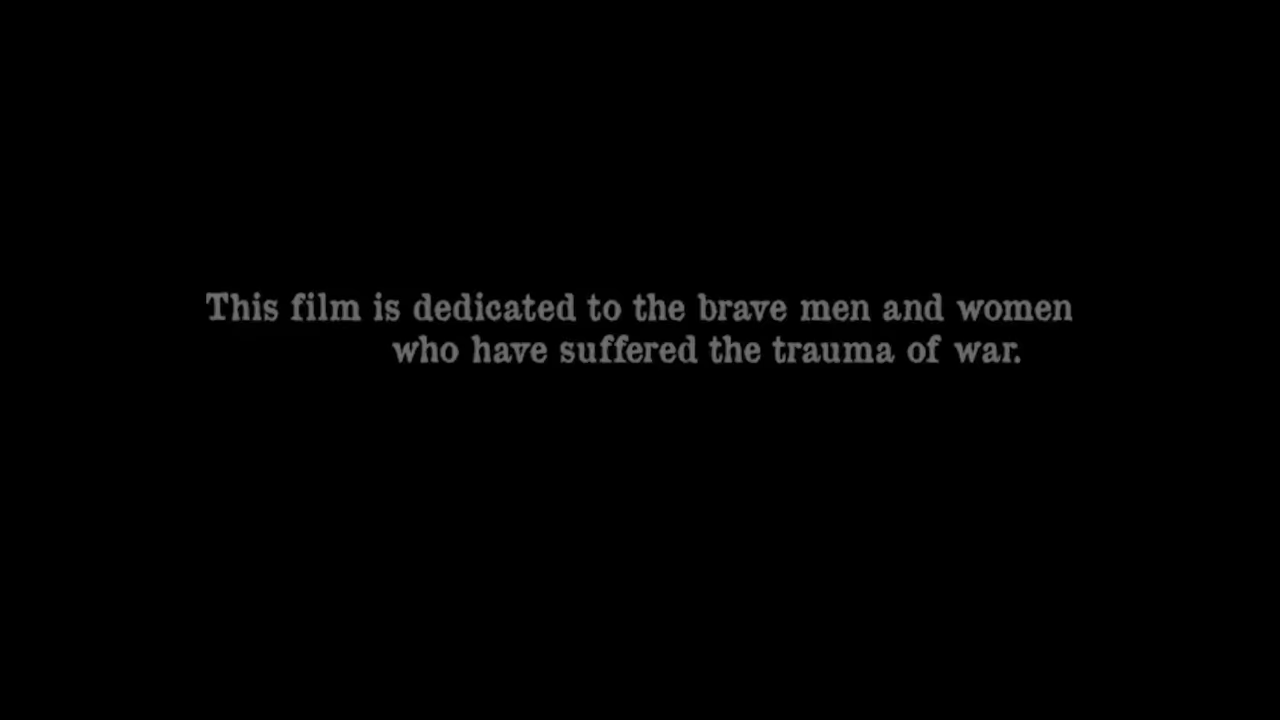 This film is dedicated to the brave men and women
who have suffered the trauma of war.